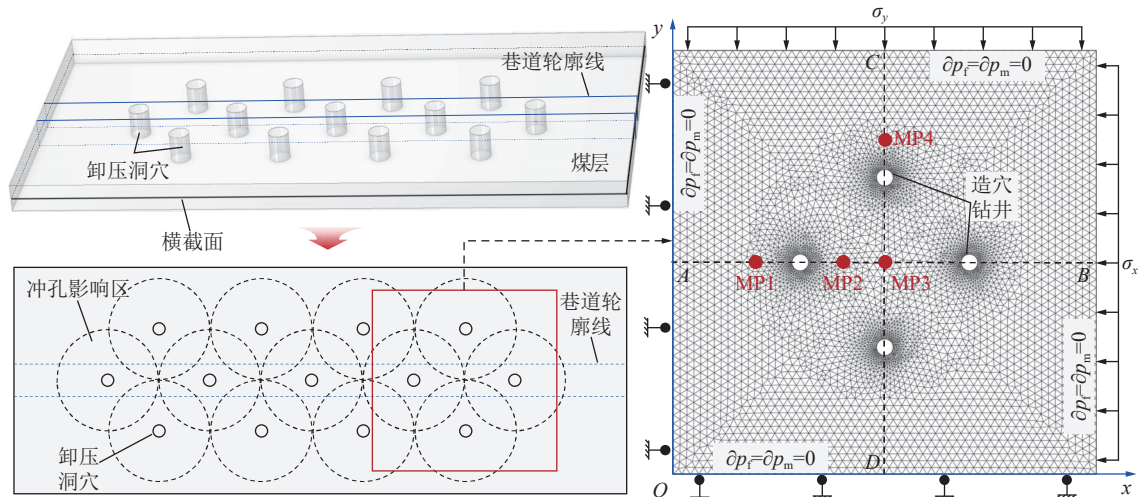 巷道轮廓线
卸压洞穴
煤层
横截面
冲孔影响区
巷道轮
廓线
卸压
洞穴
y
σy
C
∂pf=∂pm=0
∂pf=∂pm=0
MP4
造穴
钻井
A
MP1
MP2
MP3
B
σx
∂pf=∂pm=0
∂pf=∂pm=0
D
O
x